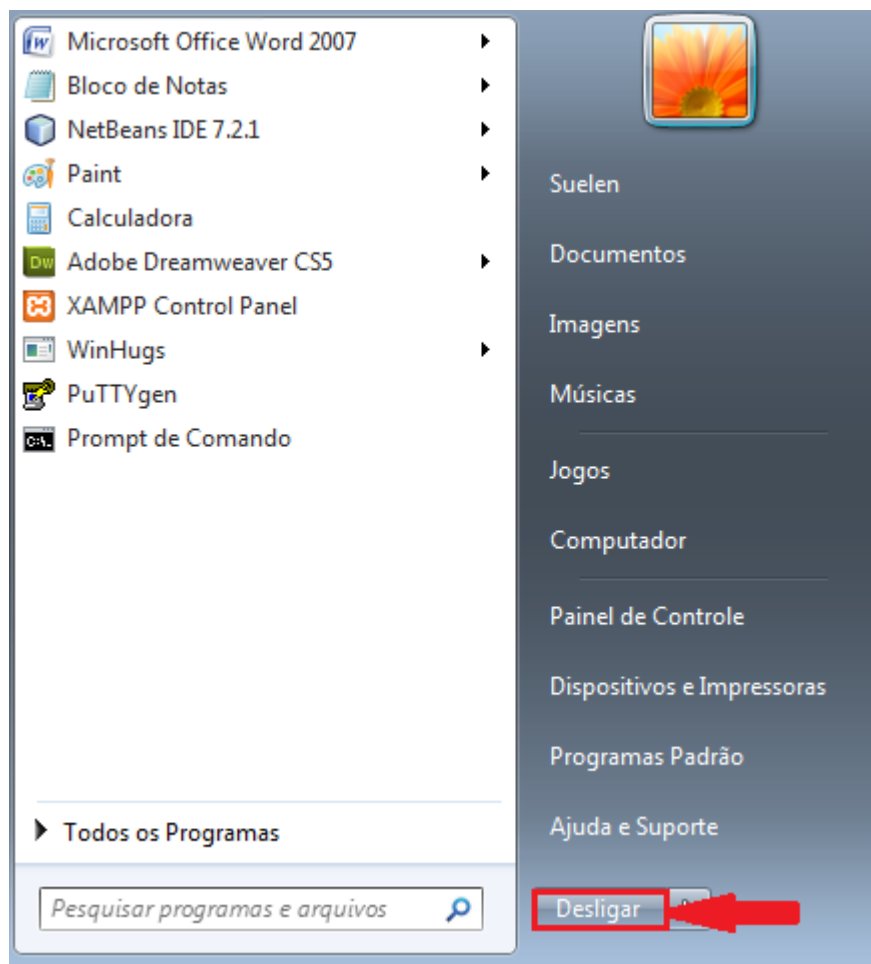 Microsoft Office Word 2007
Bloco de Notas
NetBeans IDE 7.2.1
Paint
Calculadora
Adobe Dreamweaver CS5
XAMPP Control Panel
WinHugs
PuTTYgen
Prompt de Comando
Todos os Programas
Pesquisar programas e arquivos
Suelen
Documentos
Imagens
Músicas
Jogos
Computador
Painel de Controle
Dispositivos e Impressoras
Programas Padrão
Ajuda e Suporte
Desligar